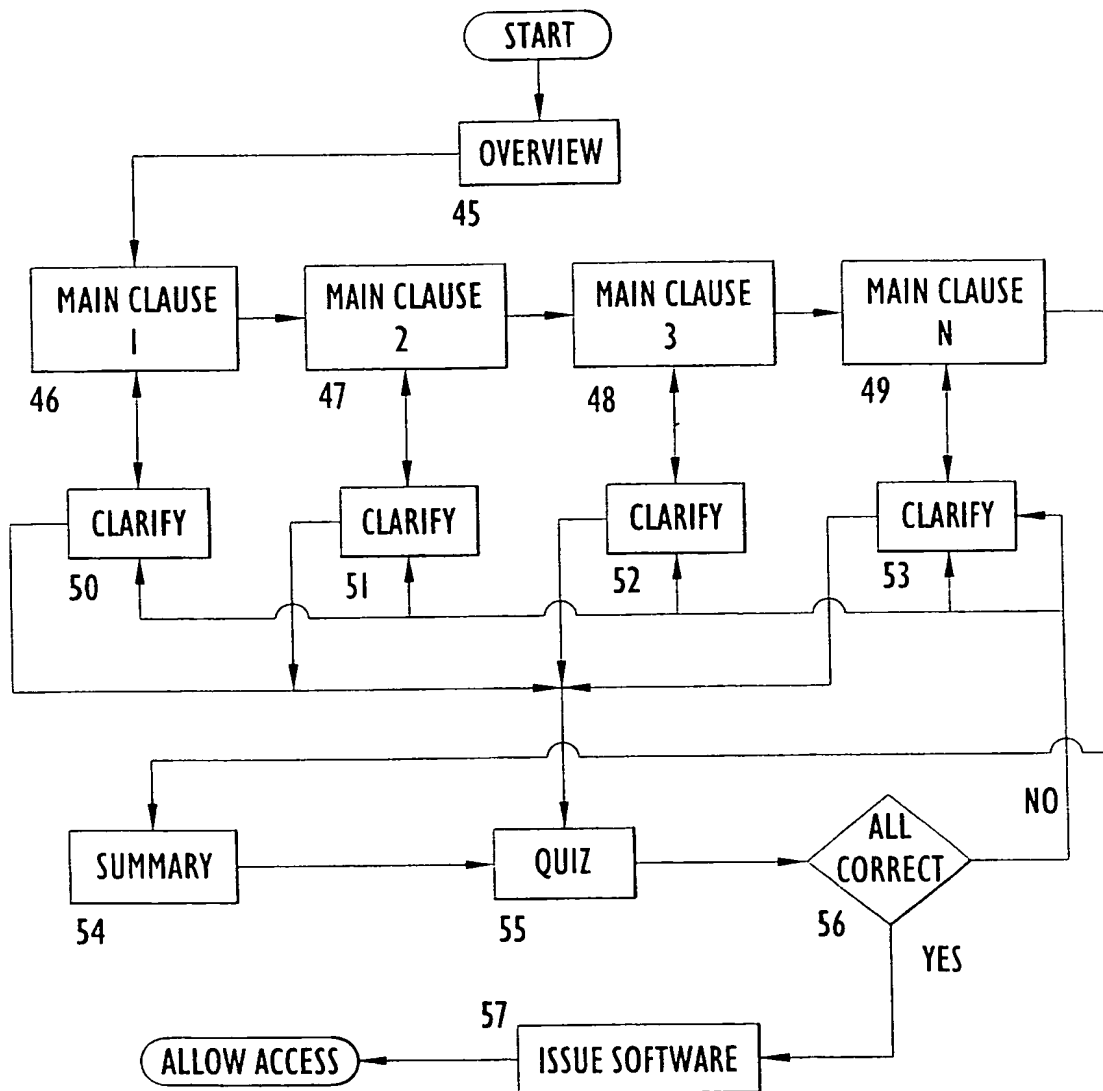 START
OVERVIEW
45
MAIN CLAUSE
1
MAIN CLAUSE
2
MAIN CLAUSE
3
MAIN CLAUSE
N
46
47
48
49
CLARIFY
CLARIFY
CLARIFY
CLARIFY
50
51
52
53
NO
SUMMARY
QUIZ
ALL
CORRECT
54
55
56
YES
57
ALLOW ACCESS
ISSUE SOFTWARE